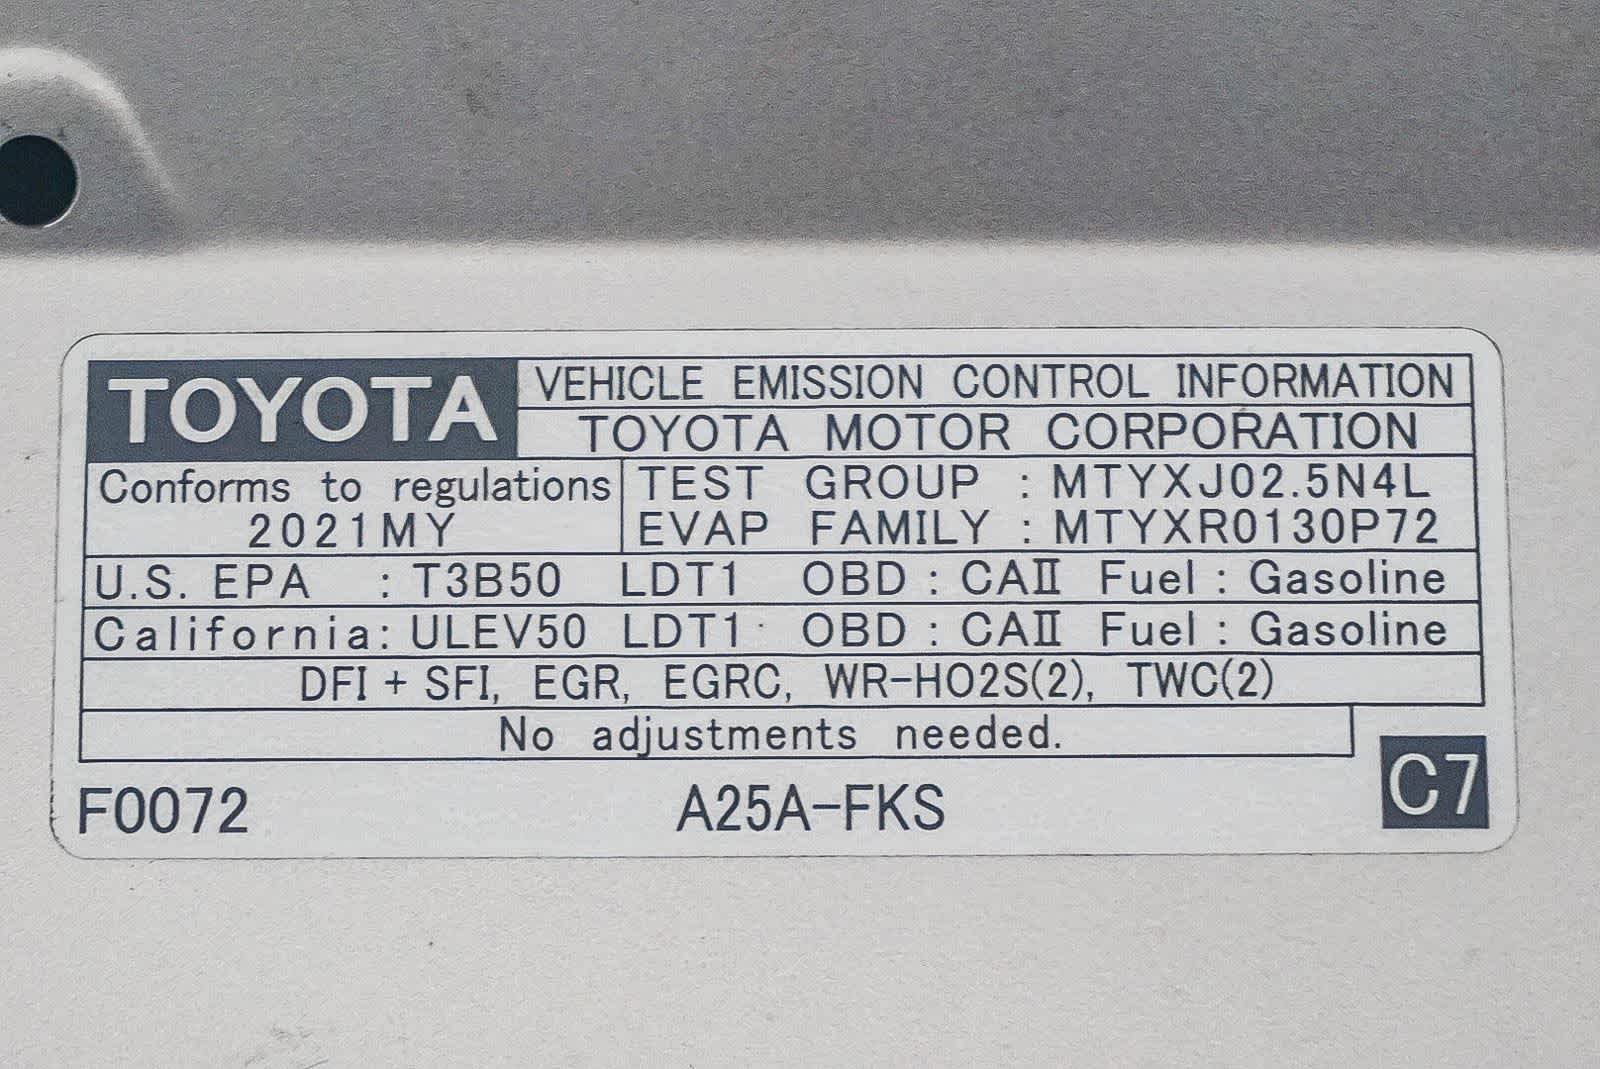 TOYOTA VEHICLE EMISSION CONTROL INFORMATION
TOYOTA MOTOR CORPORATION
Conforms to regulations TEST GROUP : MTYXJ02.5N4L
2021MY EVAP FAMILY : MTYXR0130P72
U.S. EPA : T3B50 LDT1 OBD : CAⅡ Fuel : Gasoline
California: ULEV50 LDT1 OBD : CAⅡ Fuel : Gasoline
DFI + SFI, EGR, EGRC, WR-HO2S(2), TWC(2)
No adjustments needed.
C7
F0072 A25A-FKS